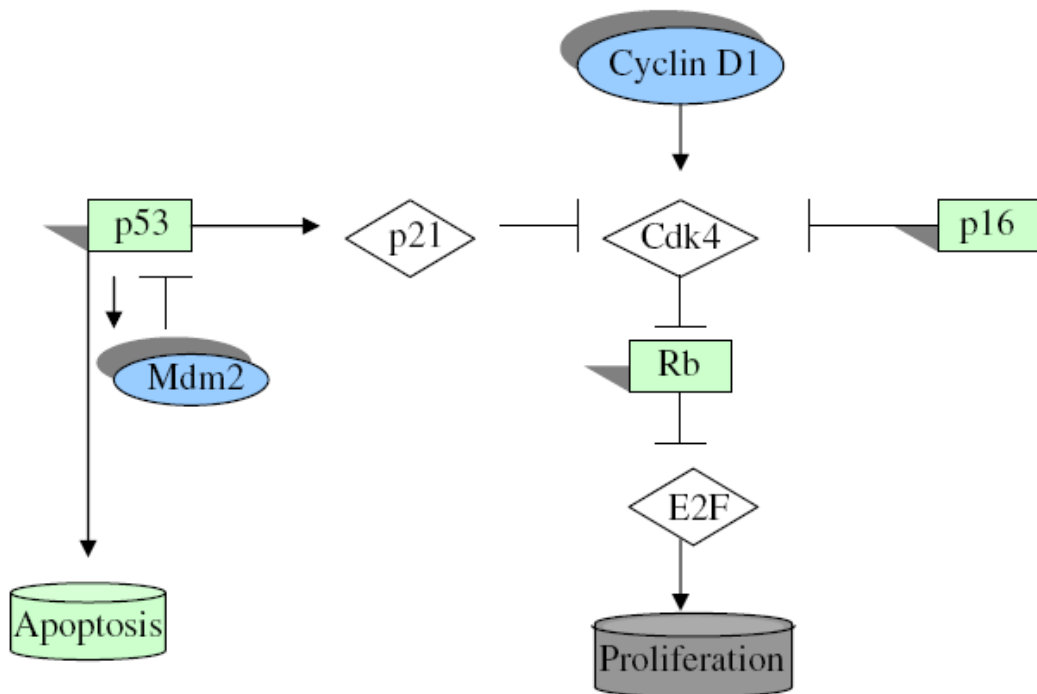 Cyclin D1
p53
p21
Cdk4
p16
Mdm2
Rb
E2F
Apoptosis
Proliferation